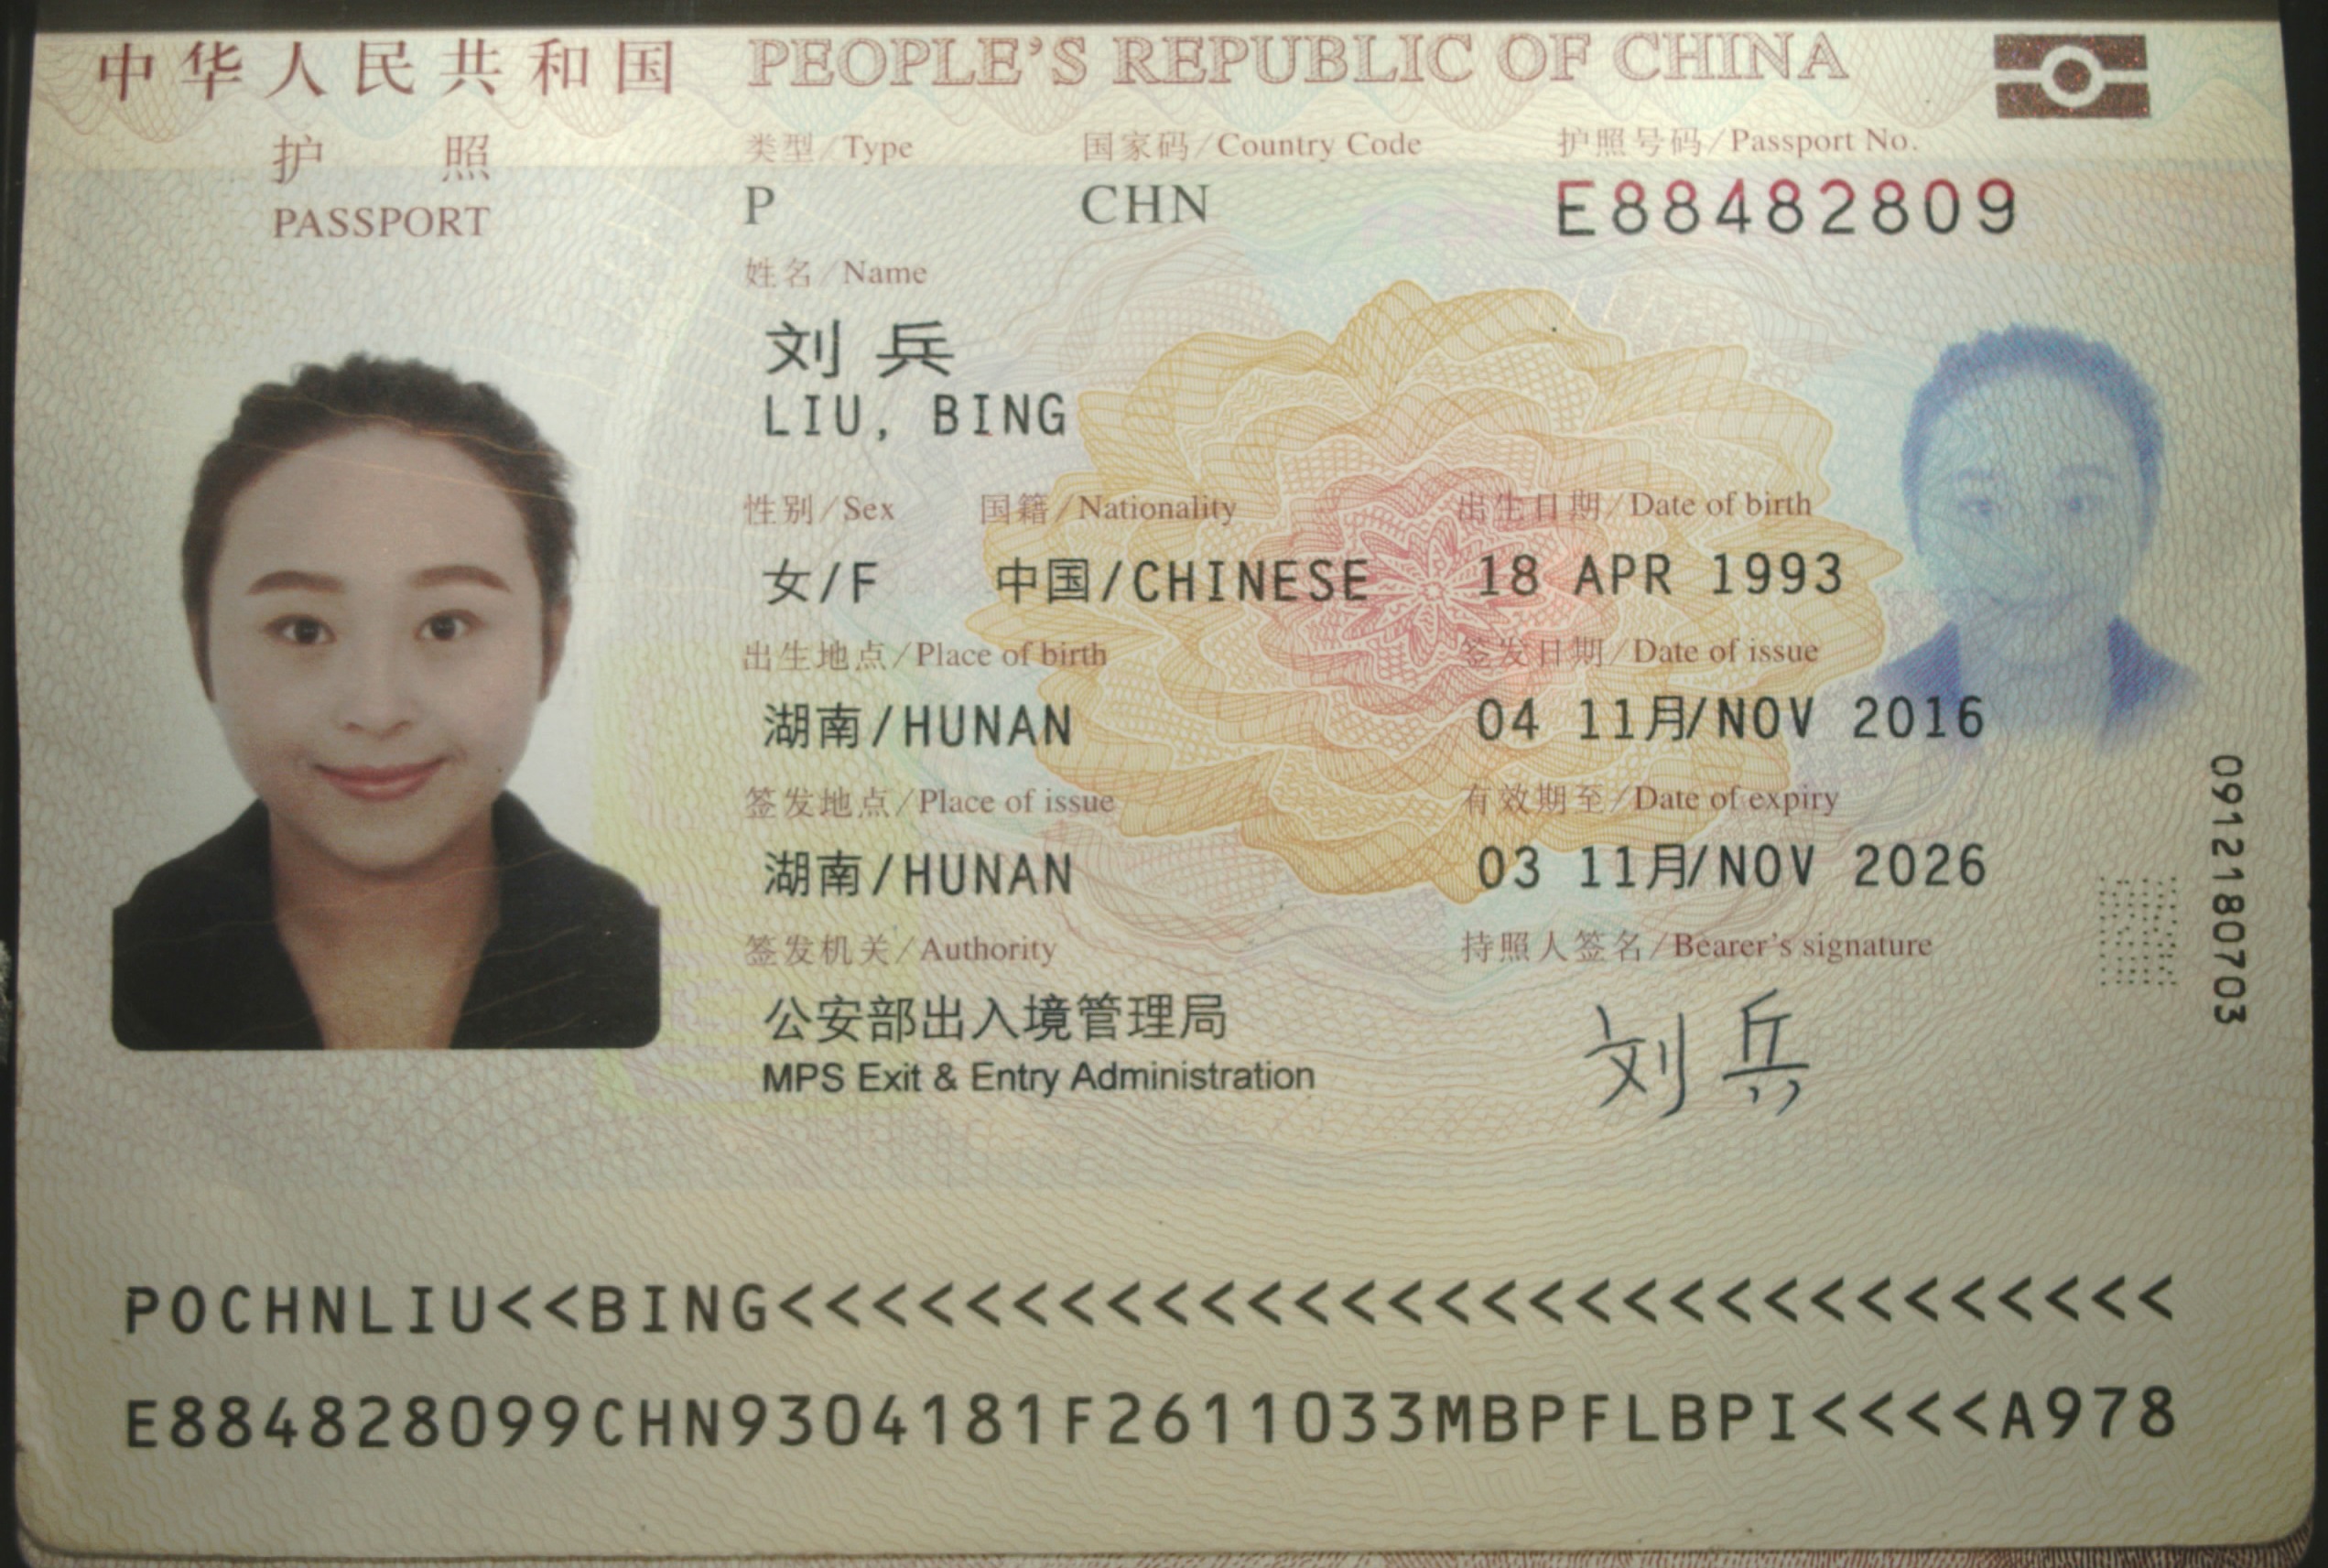 中华人民共和国 PEOPLE'S REPUBLIC OF CHINA
护照 类型/Type 国家码/Country Code 护照号码/Passport No.
PASSPORT P CHN E88482809
姓名/Name
刘兵
LIU, BING
性别/Sex 国籍/Nationality 出生日期/Date of birth
女/F 中国/CHINESE 18 APR 1993
出生地点/Place of birth 签发日期/Date of issue
湖南/HUNAN 04 11月/NOV 2016
签发地点/Place of issue 有效期至/Date of expiry
湖南/HUNAN 03 11月/NOV 2026
签发机关/Authority 持照人签名/Bearer's signature
公安部出入境管理局
MPS Exit & Entry Administration
刘兵
0912180703
POCHNLIU<<BING<<<<<<<<<<<<<<<<<<<<<<<<<<<<<<
E884828099CHN9304181F2611033MBPFLBPI<<<<A978